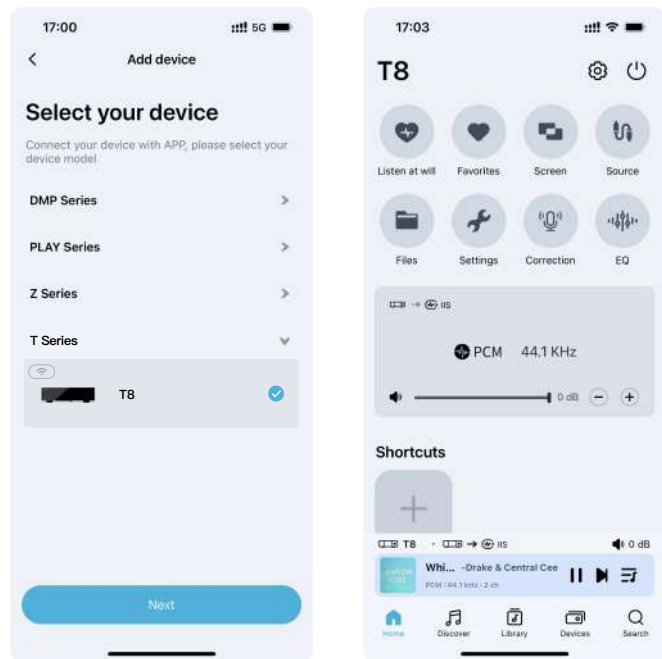 17:00
5G
Add device
Select your device
Connect your device with APP, please select your
device model
DMP Series
PLAY Series
Z Series
T Series
T8
Next
17:03
T8
Listen at will Favorites Screen Source
Files Settings Correction EQ
IIS
PCM 44.1 KHz
0 dB
Shortcuts
T8 · IIS 0 dB
Whi... -Drake & Central Cee
PCM · 44.1 kHz · 2 ch
Home Discover Library Devices Search